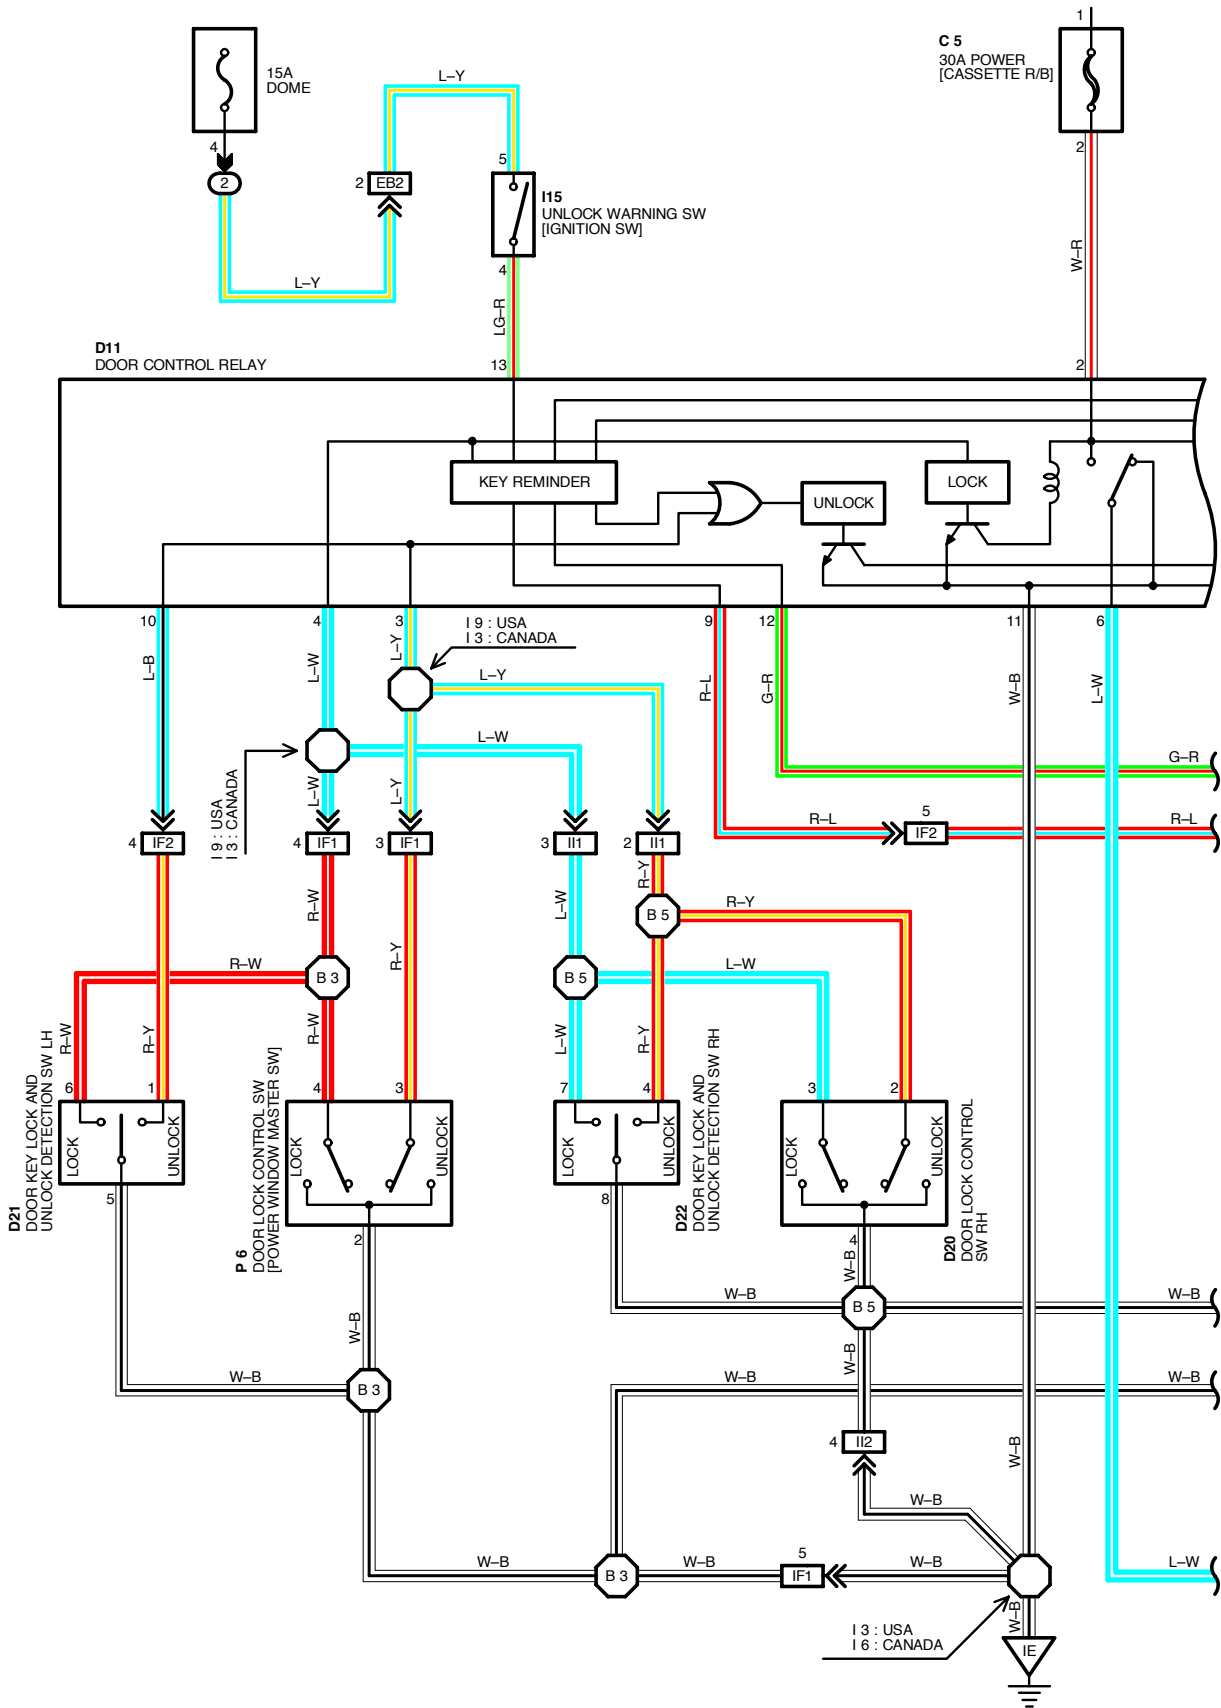 1
C 5
30A POWER
[CASSETTE R/B]
15A
DOME
L–Y
4
2
2
EB2
5
I15
UNLOCK WARNING SW
[IGNITION SW]
4
2
W–R
L–Y
LG–R
D11
DOOR CONTROL RELAY
13
2
KEY REMINDER
UNLOCK
LOCK
10
4
3
9
12
11
6
I 9 : USA
I 3 : CANADA
L–B
L–W
L–Y
L–Y
R–L
G–R
W–B
L–W
L–W
G–R
I 9 : USA
I 3 : CANADA
L–W
L–Y
R–L
5
IF2
R–L
4
IF2
4
IF1
3
IF1
3
II1
2
II1
R–W
L–W
R–Y
B 5
R–Y
R–W
B 3
R–Y
B 5
L–W
R–W
R–Y
R–W
L–W
R–Y
6
1
4
3
7
4
3
2
LOCK
UNLOCK
LOCK
UNLOCK
LOCK
UNLOCK
LOCK
UNLOCK
5
2
8
4
D21
DOOR KEY LOCK AND
UNLOCK DETECTION SW LH
P 6
DOOR LOCK CONTROL SW
[POWER WINDOW MASTER SW]
D22
DOOR KEY LOCK AND
UNLOCK DETECTION SW RH
D20
DOOR LOCK CONTROL
SW RH
W–B
W–B
B 5
W–B
W–B
W–B
W–B
B 3
W–B
W–B
4
II2
W–B
W–B
W–B
B 3
W–B
5
IF1
W–B
L–W
I 3 : USA
I 6 : CANADA
W–B
IE